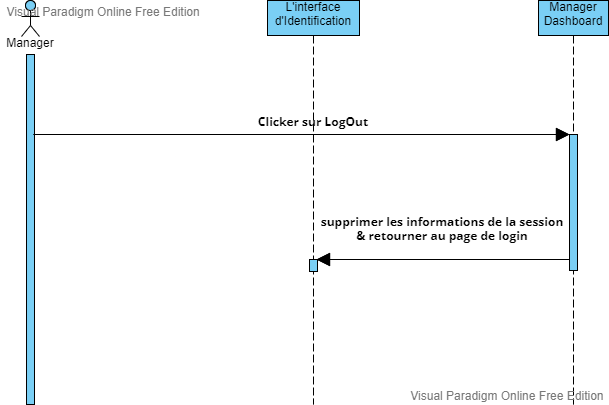 Visual Paradigm Online Free Edition
Manager
L'interface
d'Identification
Manager
Dashboard
Clicker sur LogOut
supprimer les informations de la session
& retourner au page de login
Visual Paradigm Online Free Edition